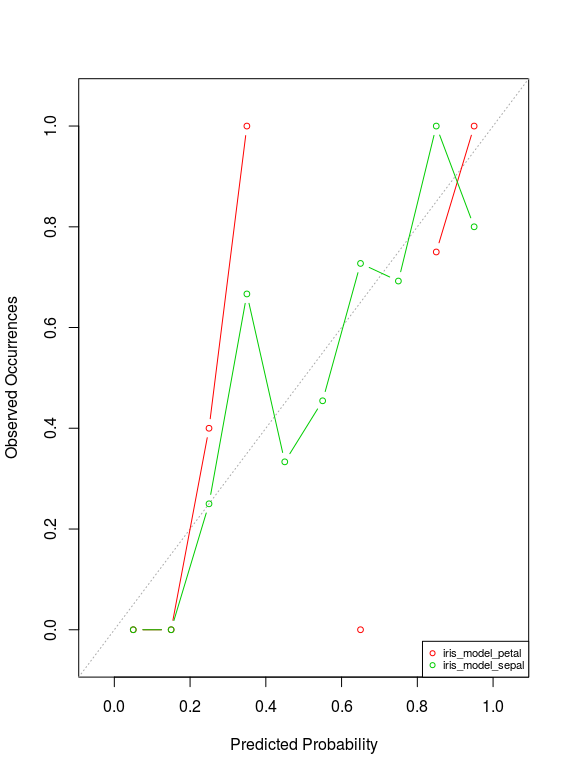 1.0
0.8
0.6
0.4
0.2
0.0
Observed Occurrences
iris_model_petal
iris_model_sepal
0.0 0.2 0.4 0.6 0.8 1.0
Predicted Probability